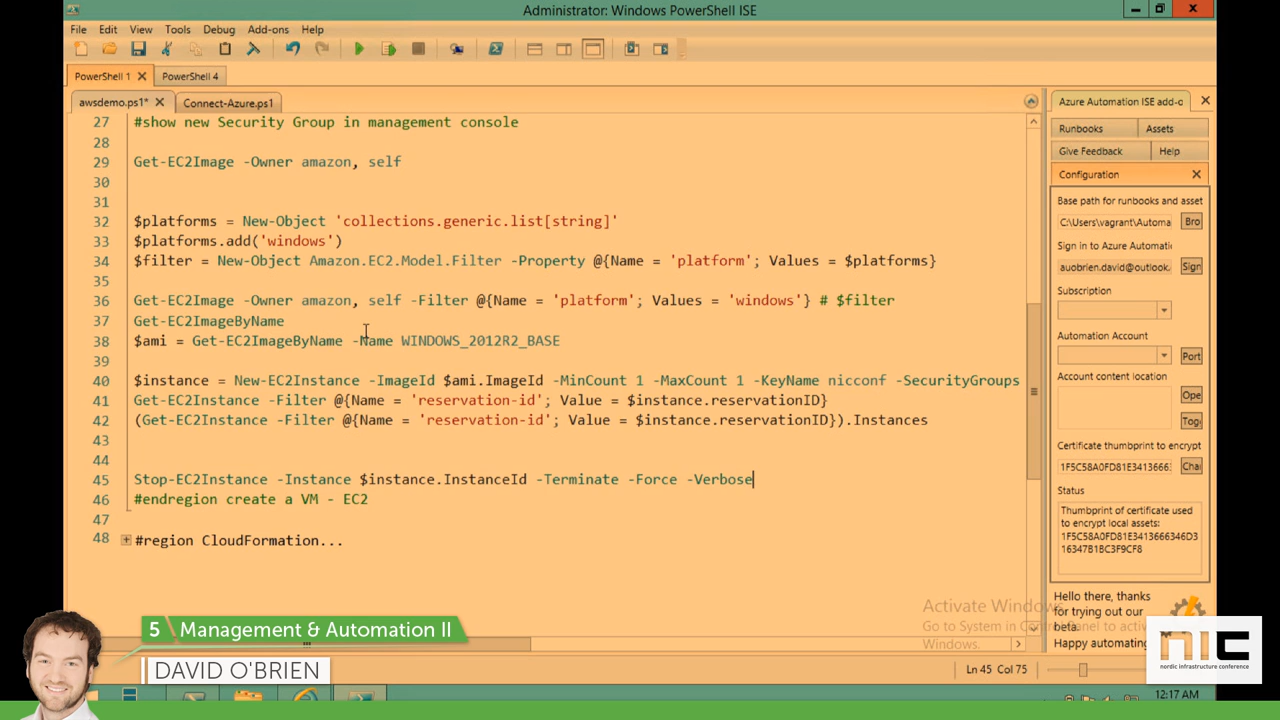 Administrator: Windows PowerShell ISE
File Edit View Tools Debug Add-ons Help
PowerShell 1 PowerShell 4
awsdemo.ps1* Connect-Azure.ps1
27 #show new Security Group in management console
28
29 Get-EC2Image -Owner amazon, self
30
31
32 $platforms = New-Object 'collections.generic.list[string]'
33 $platforms.add('windows')
34 $filter = New-Object Amazon.EC2.Model.Filter -Property @{Name = 'platform'; Values = $platforms}
35
36 Get-EC2Image -Owner amazon, self -Filter @{Name = 'platform'; Values = 'windows'} # $filter
37 Get-EC2ImageByName
38 $ami = Get-EC2ImageByName -Name WINDOWS_2012R2_BASE
39
40 $instance = New-EC2Instance -ImageId $ami.ImageId -MinCount 1 -MaxCount 1 -KeyName nicconf -SecurityGroups
41 Get-EC2Instance -Filter @{Name = 'reservation-id'; Value = $instance.reservationID}
42 (Get-EC2Instance -Filter @{Name = 'reservation-id'; Value = $instance.reservationID}).Instances
43
44
45 Stop-EC2Instance -Instance $instance.InstanceId -Terminate -Force -Verbose
46 #endregion create a VM - EC2
47
48 #region CloudFormation...
Azure Automation ISE add-o
Runbooks Assets
Give Feedback Help
Configuration
Base path for runbooks and asset
C:\Users\vagrant\Automa Bro
Sign in to Azure Automatic
auobrien.david@outlook. Sign
Subscription
Automation Account
Port
Account content location
Ope
Tog
Certificate thumbprint to encrypt
1F5C58A0FD81E3413666: Cha
Status
Thumbprint of certificate used
to encrypt local assets:
1F5C58A0FD81E3413666346D3
16347B1BC3F9CF8
Hello there, thanks
for trying out our
beta.
Happy automating
Activate Windows
Go to System in Control Panel to activ
Windows.
Ln 45 Col 75
12:17 AM
5 Management & Automation II
DAVID O'BRIEN
nic
nordic infrastructure conference